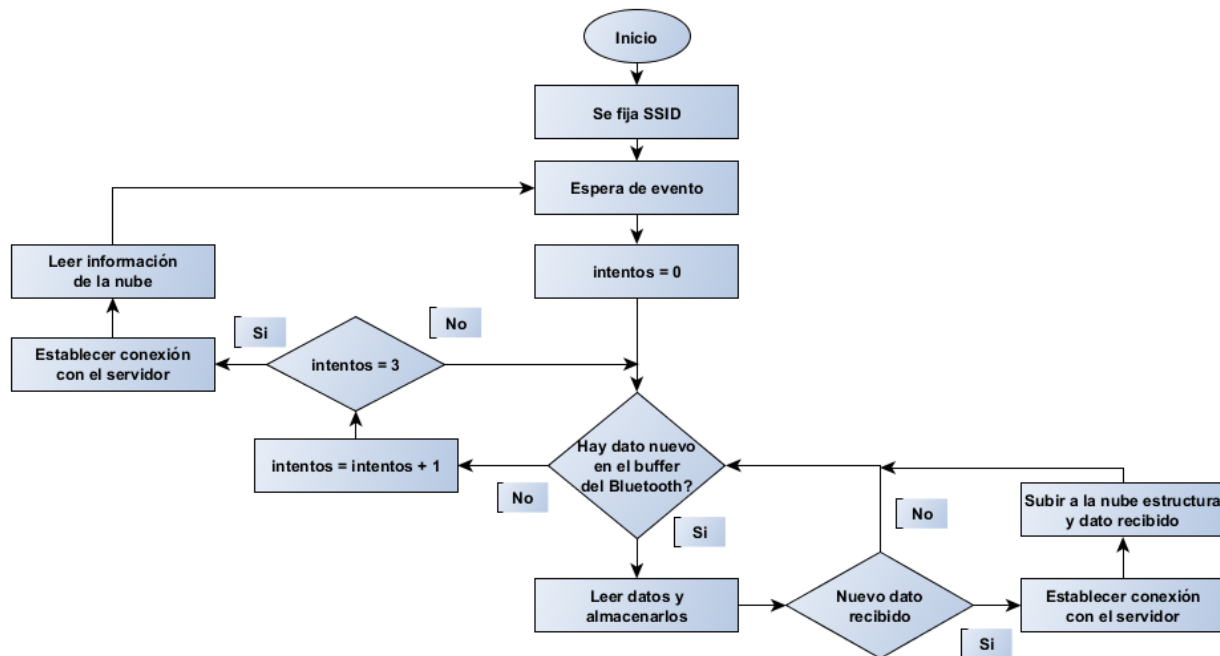 Inicio
Se fija SSID
Espera de evento
Leer información
de la nube
intentos = 0
Si
No
Establecer conexión
con el servidor
intentos = 3
intentos = intentos + 1
Hay dato nuevo
en el buffer
del Bluetooth?
No
Si
No
Subir a la nube estructura
y dato recibido
Leer datos y
almacenarlos
Nuevo dato
recibido
Establecer conexión
con el servidor
Si